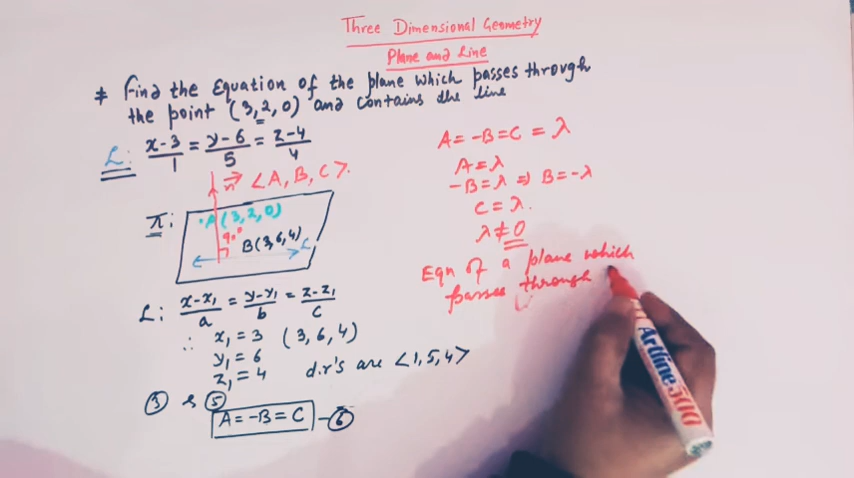 Three Dimensional Geometry
Plane and Line
* Find the Equation of the plane which passes through
the point (3,2,0) and contains the line
L: x-3/1 = y-6/5 = z-4/4
n⃗ <A, B, C>.
π:
·A(3,2,0)
90°
B(3,6,4)
L
L: x-x₁/a = y-y₁/b = z-z₁/c
∴ x₁ = 3 (3, 6, 4)
y₁ = 6
z₁ = 4 d.r's are <1,5,4>
③ & ⑤
A = -B = C -⑥
A = -B = C = λ
A = λ
-B = λ ⇒ B = -λ
C = λ.
λ ≠ 0
Eqn of a plane which
passes through
Artline 500